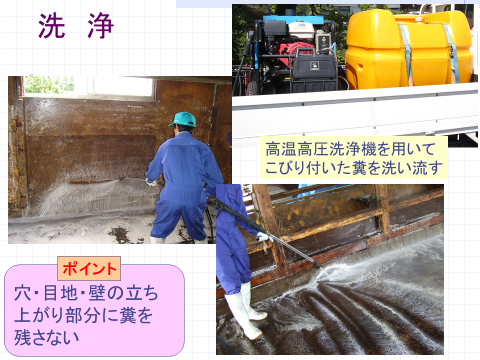 洗 浄
高温高圧洗浄機を用いて
こびり付いた糞を洗い流す
ポイント
穴・目地・壁の立ち
上がり部分に糞を
残さない